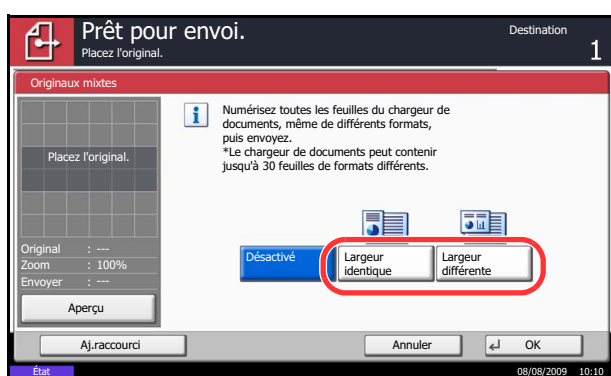 Prêt pour envoi.
Destination
Placez l'original.
1
Originaux mixtes
Numérisez toutes les feuilles du chargeur de
documents, même de différents formats,
puis envoyez.
*Le chargeur de documents peut contenir
jusqu'à 30 feuilles de formats différents.
Placez l'original.
Original : ---
Zoom : 100%
Envoyer : ---
Aperçu
Désactivé
Largeur
identique
Largeur
différente
Aj.raccourci
Annuler
OK
État
08/08/2009 10:10